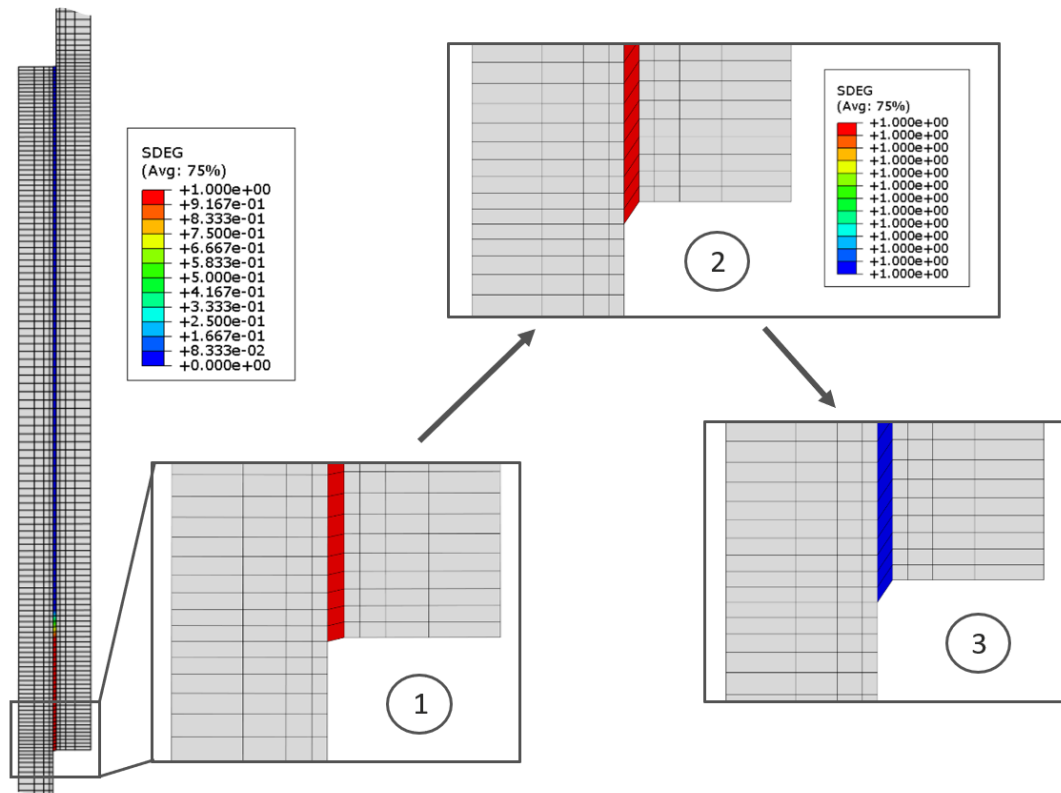 SDEG
(Avg: 75%)
+1.000e+00
+9.167e-01
+8.333e-01
+7.500e-01
+6.667e-01
+5.833e-01
+5.000e-01
+4.167e-01
+3.333e-01
+2.500e-01
+1.667e-01
+8.333e-02
+0.000e+00
1
2
SDEG
(Avg: 75%)
+1.000e+00
+1.000e+00
+1.000e+00
+1.000e+00
+1.000e+00
+1.000e+00
+1.000e+00
+1.000e+00
+1.000e+00
+1.000e+00
+1.000e+00
+1.000e+00
+1.000e+00
3